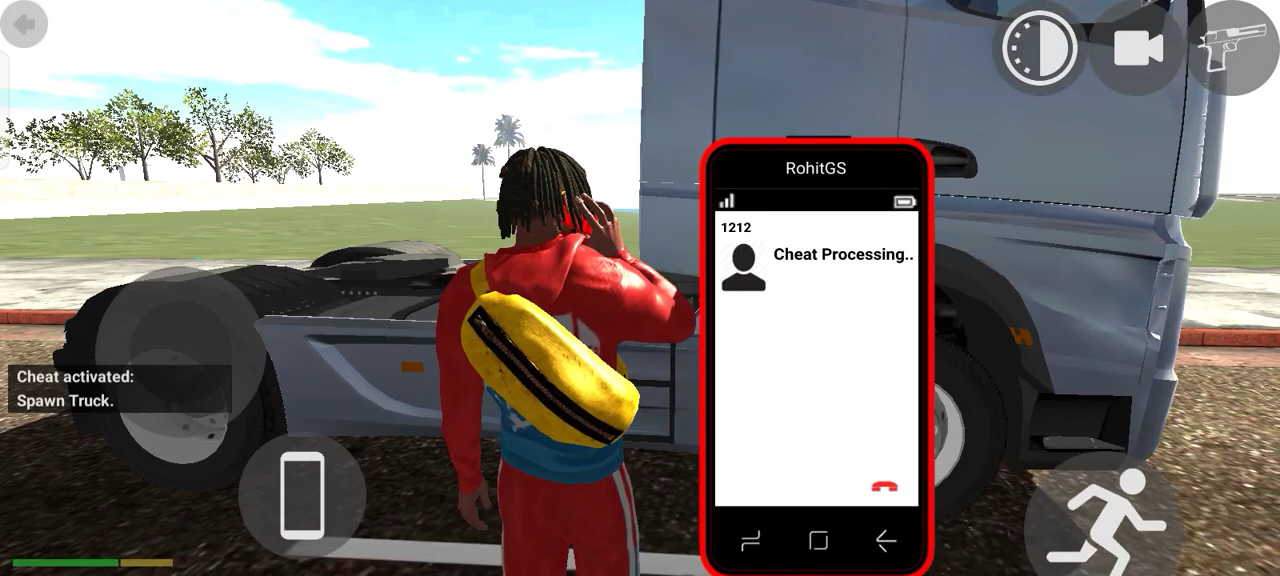 RohitGS
1212
Cheat Processing..
Cheat activated:
Spawn Truck.